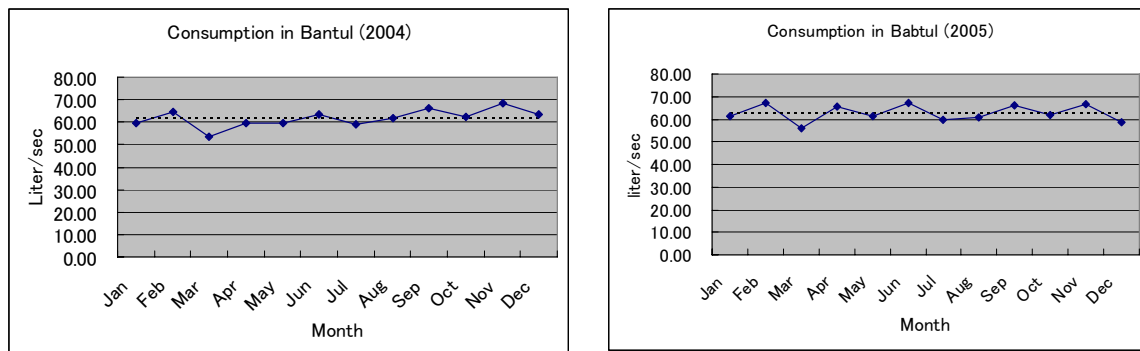 Consumption in Bantul (2004)
80.00
70.00
60.00
50.00
40.00
30.00
20.00
10.00
0.00
Liter/sec
Jan Feb Mar Apr May Jun Jul Aug Sep Oct Nov Dec
Month
Consumption in Babtul (2005)
80.00
70.00
60.00
50.00
40.00
30.00
20.00
10.00
0.00
liter/sec
Jan Feb Mar Apr May Jun Jul Aug Sep Oct Nov Dec
Month